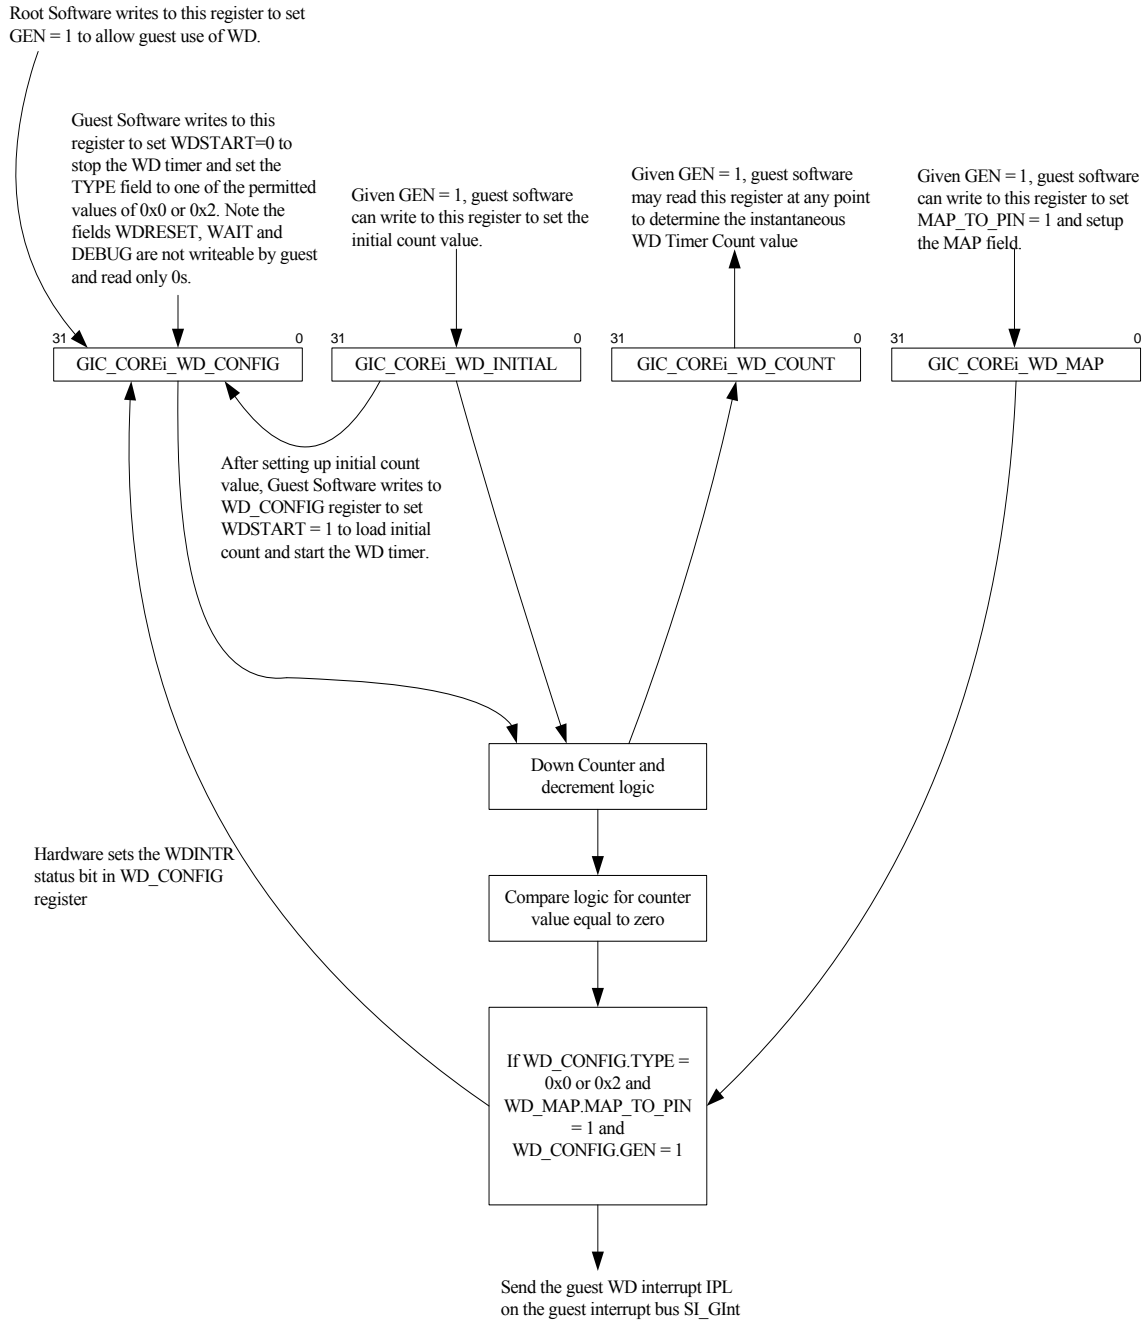 Root Software writes to this register to set
GEN = 1 to allow guest use of WD.
Guest Software writes to this
register to set WDSTART=0 to
stop the WD timer and set the
TYPE field to one of the permitted
values of 0x0 or 0x2. Note the
fields WDRESET, WAIT and
DEBUG are not writeable by guest
and read only 0s.
Given GEN = 1, guest software
can write to this register to set the
initial count value.
Given GEN = 1, guest software
may read this register at any point
to determine the instantaneous
WD Timer Count value
Given GEN = 1, guest software
can write to this register to set
MAP_TO_PIN = 1 and setup
the MAP field.
31 0
GIC_COREi_WD_CONFIG
31 0
GIC_COREi_WD_INITIAL
31 0
GIC_COREi_WD_COUNT
31 0
GIC_COREi_WD_MAP
After setting up initial count
value, Guest Software writes to
WD_CONFIG register to set
WDSTART = 1 to load initial
count and start the WD timer.
Down Counter and
decrement logic
Hardware sets the WDINTR
status bit in WD_CONFIG
register
Compare logic for counter
value equal to zero
If WD_CONFIG.TYPE =
0x0 or 0x2 and
WD_MAP.MAP_TO_PIN
= 1 and
WD_CONFIG.GEN = 1
Send the guest WD interrupt IPL
on the guest interrupt bus SI_GInt